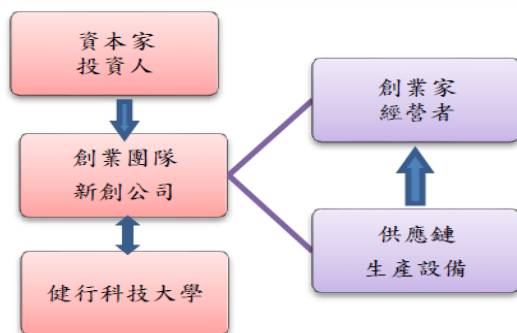 資本家
投資人
創業團隊
新創公司
健行科技大學
創業家
經營者
供應鏈
生產設備